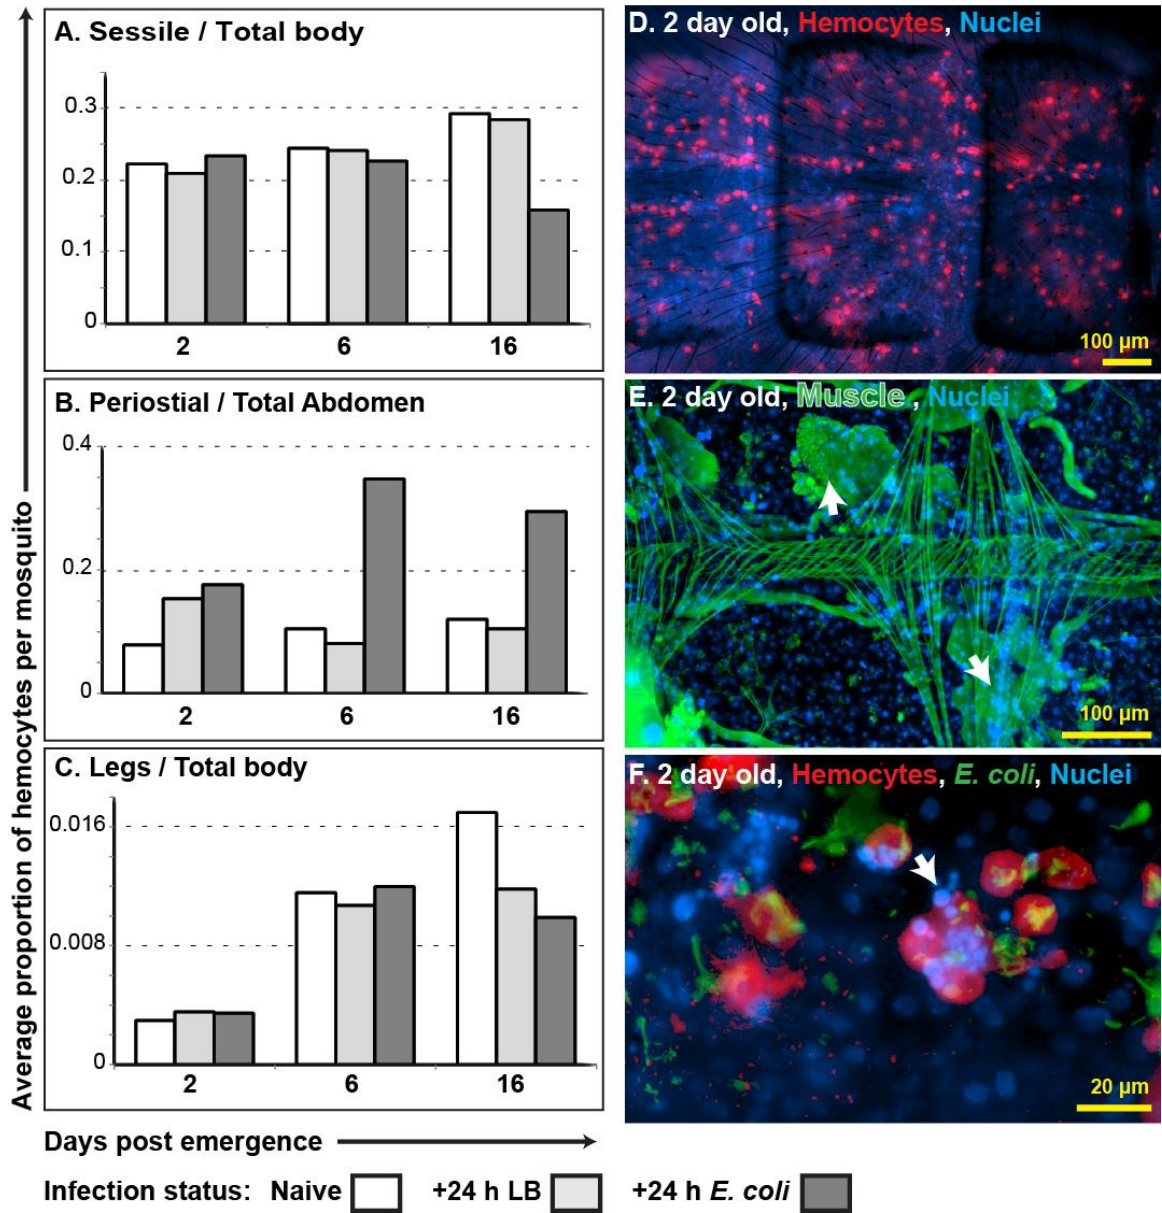 Average proportion of hemocytes per mosquito
A. Sessile / Total body
0.3
0.2
0.1
0
2 6 16
B. Periostial / Total Abdomen
0.4
0.2
0
2 6 16
C. Legs / Total body
0.016
0.008
0
2 6 16
Days post emergence
Infection status: Naive +24 h LB +24 h E. coli
D. 2 day old, Hemocytes, Nuclei
100 µm
E. 2 day old, Muscle , Nuclei
100 µm
F. 2 day old, Hemocytes, E. coli, Nuclei
20 µm